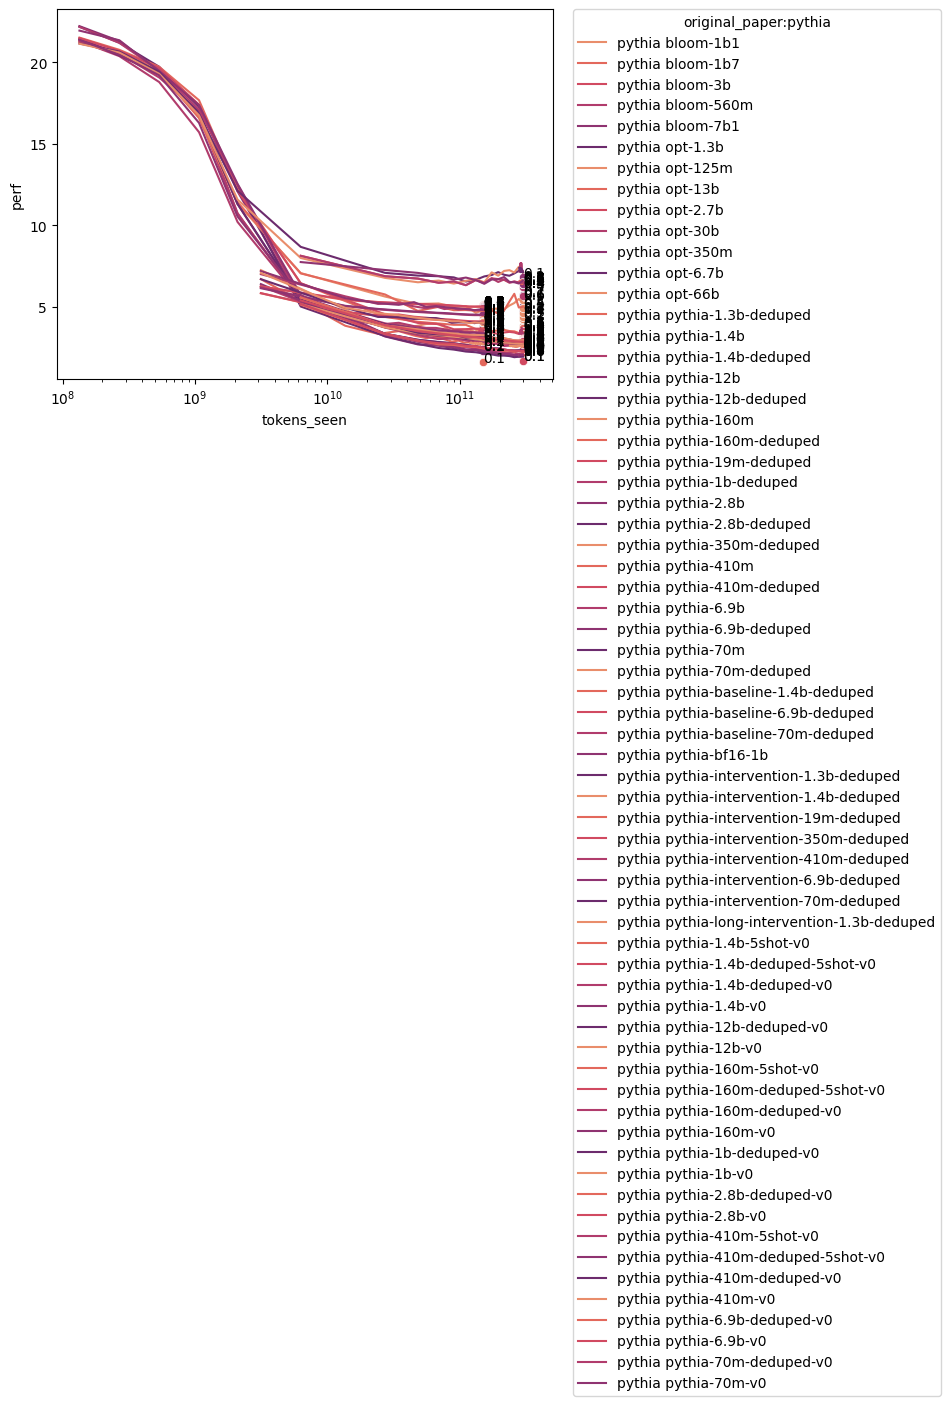 20
15
10
5
perf
10⁸
10⁹
10¹⁰
10¹¹
tokens_seen
0.1
0.1
0.1
original_paper:pythia
pythia bloom-1b1
pythia bloom-1b7
pythia bloom-3b
pythia bloom-560m
pythia bloom-7b1
pythia opt-1.3b
pythia opt-125m
pythia opt-13b
pythia opt-2.7b
pythia opt-30b
pythia opt-350m
pythia opt-6.7b
pythia opt-66b
pythia pythia-1.3b-deduped
pythia pythia-1.4b
pythia pythia-1.4b-deduped
pythia pythia-12b
pythia pythia-12b-deduped
pythia pythia-160m
pythia pythia-160m-deduped
pythia pythia-19m-deduped
pythia pythia-1b-deduped
pythia pythia-2.8b
pythia pythia-2.8b-deduped
pythia pythia-350m-deduped
pythia pythia-410m
pythia pythia-410m-deduped
pythia pythia-6.9b
pythia pythia-6.9b-deduped
pythia pythia-70m
pythia pythia-70m-deduped
pythia pythia-baseline-1.4b-deduped
pythia pythia-baseline-6.9b-deduped
pythia pythia-baseline-70m-deduped
pythia pythia-bf16-1b
pythia pythia-intervention-1.3b-deduped
pythia pythia-intervention-1.4b-deduped
pythia pythia-intervention-19m-deduped
pythia pythia-intervention-350m-deduped
pythia pythia-intervention-410m-deduped
pythia pythia-intervention-6.9b-deduped
pythia pythia-intervention-70m-deduped
pythia pythia-long-intervention-1.3b-deduped
pythia pythia-1.4b-5shot-v0
pythia pythia-1.4b-deduped-5shot-v0
pythia pythia-1.4b-deduped-v0
pythia pythia-1.4b-v0
pythia pythia-12b-deduped-v0
pythia pythia-12b-v0
pythia pythia-160m-5shot-v0
pythia pythia-160m-deduped-5shot-v0
pythia pythia-160m-deduped-v0
pythia pythia-160m-v0
pythia pythia-1b-deduped-v0
pythia pythia-1b-v0
pythia pythia-2.8b-deduped-v0
pythia pythia-2.8b-v0
pythia pythia-410m-5shot-v0
pythia pythia-410m-deduped-5shot-v0
pythia pythia-410m-deduped-v0
pythia pythia-410m-v0
pythia pythia-6.9b-deduped-v0
pythia pythia-6.9b-v0
pythia pythia-70m-deduped-v0
pythia pythia-70m-v0